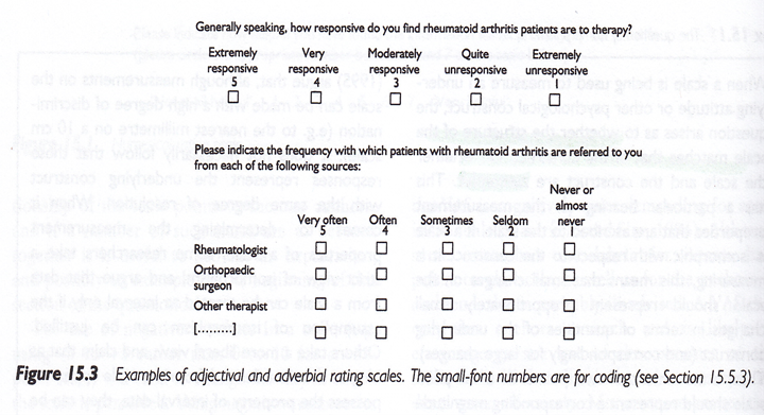 Generally speaking, how responsive do you find rheumatoid arthritis patients are to therapy?
Extremely responsive Very responsive Moderately responsive Quite unresponsive Extremely unresponsive
5 4 3 2 1
Please indicate the frequency with which patients with rheumatoid arthritis are referred to you
from each of the following sources:
Very often Often Sometimes Seldom Never or almost never
4 3 2 1
Rheumatologist
Orthopaedic
surgeon
Other therapist
[.........]
Figure 15.3 Examples of adjectival and adverbial rating scales. The small-font numbers are for coding (see Section 15.5.3).